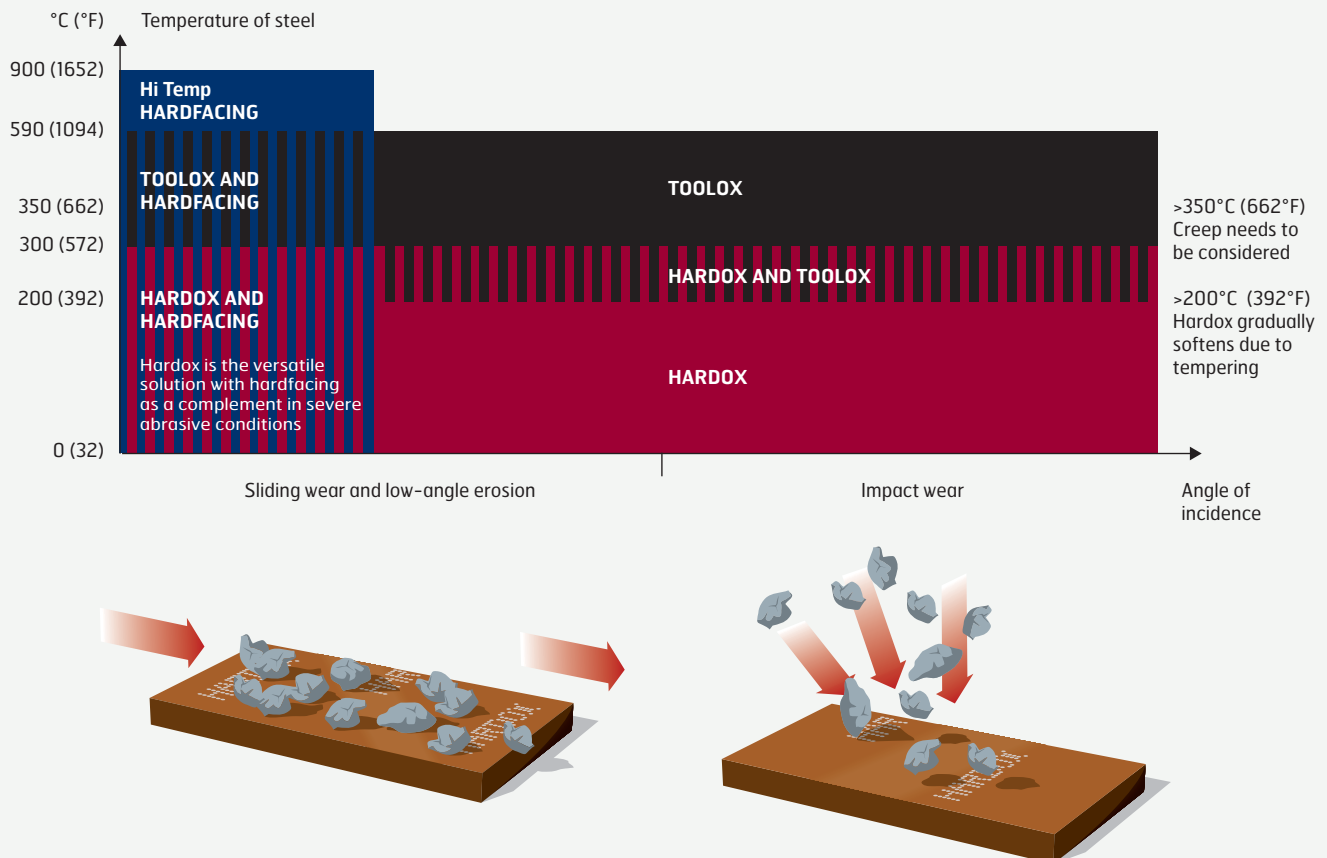 °C (°F)
Temperature of steel
900 (1652)
Hi Temp
HARDFACING
590 (1094)
TOOLOX AND
HARDFACING
TOOLOX
350 (662)
>350°C (662°F)
Creep needs to
be considered
300 (572)
HARDOX AND TOOLOX
200 (392)
HARDOX AND
HARDFACING
>200°C (392°F)
Hardox gradually
softens due to
tempering
Hardox is the versatile
solution with hardfacing
as a complement in severe
abrasive conditions
HARDOX
0 (32)
Sliding wear and low-angle erosion
Impact wear
Angle of
incidence